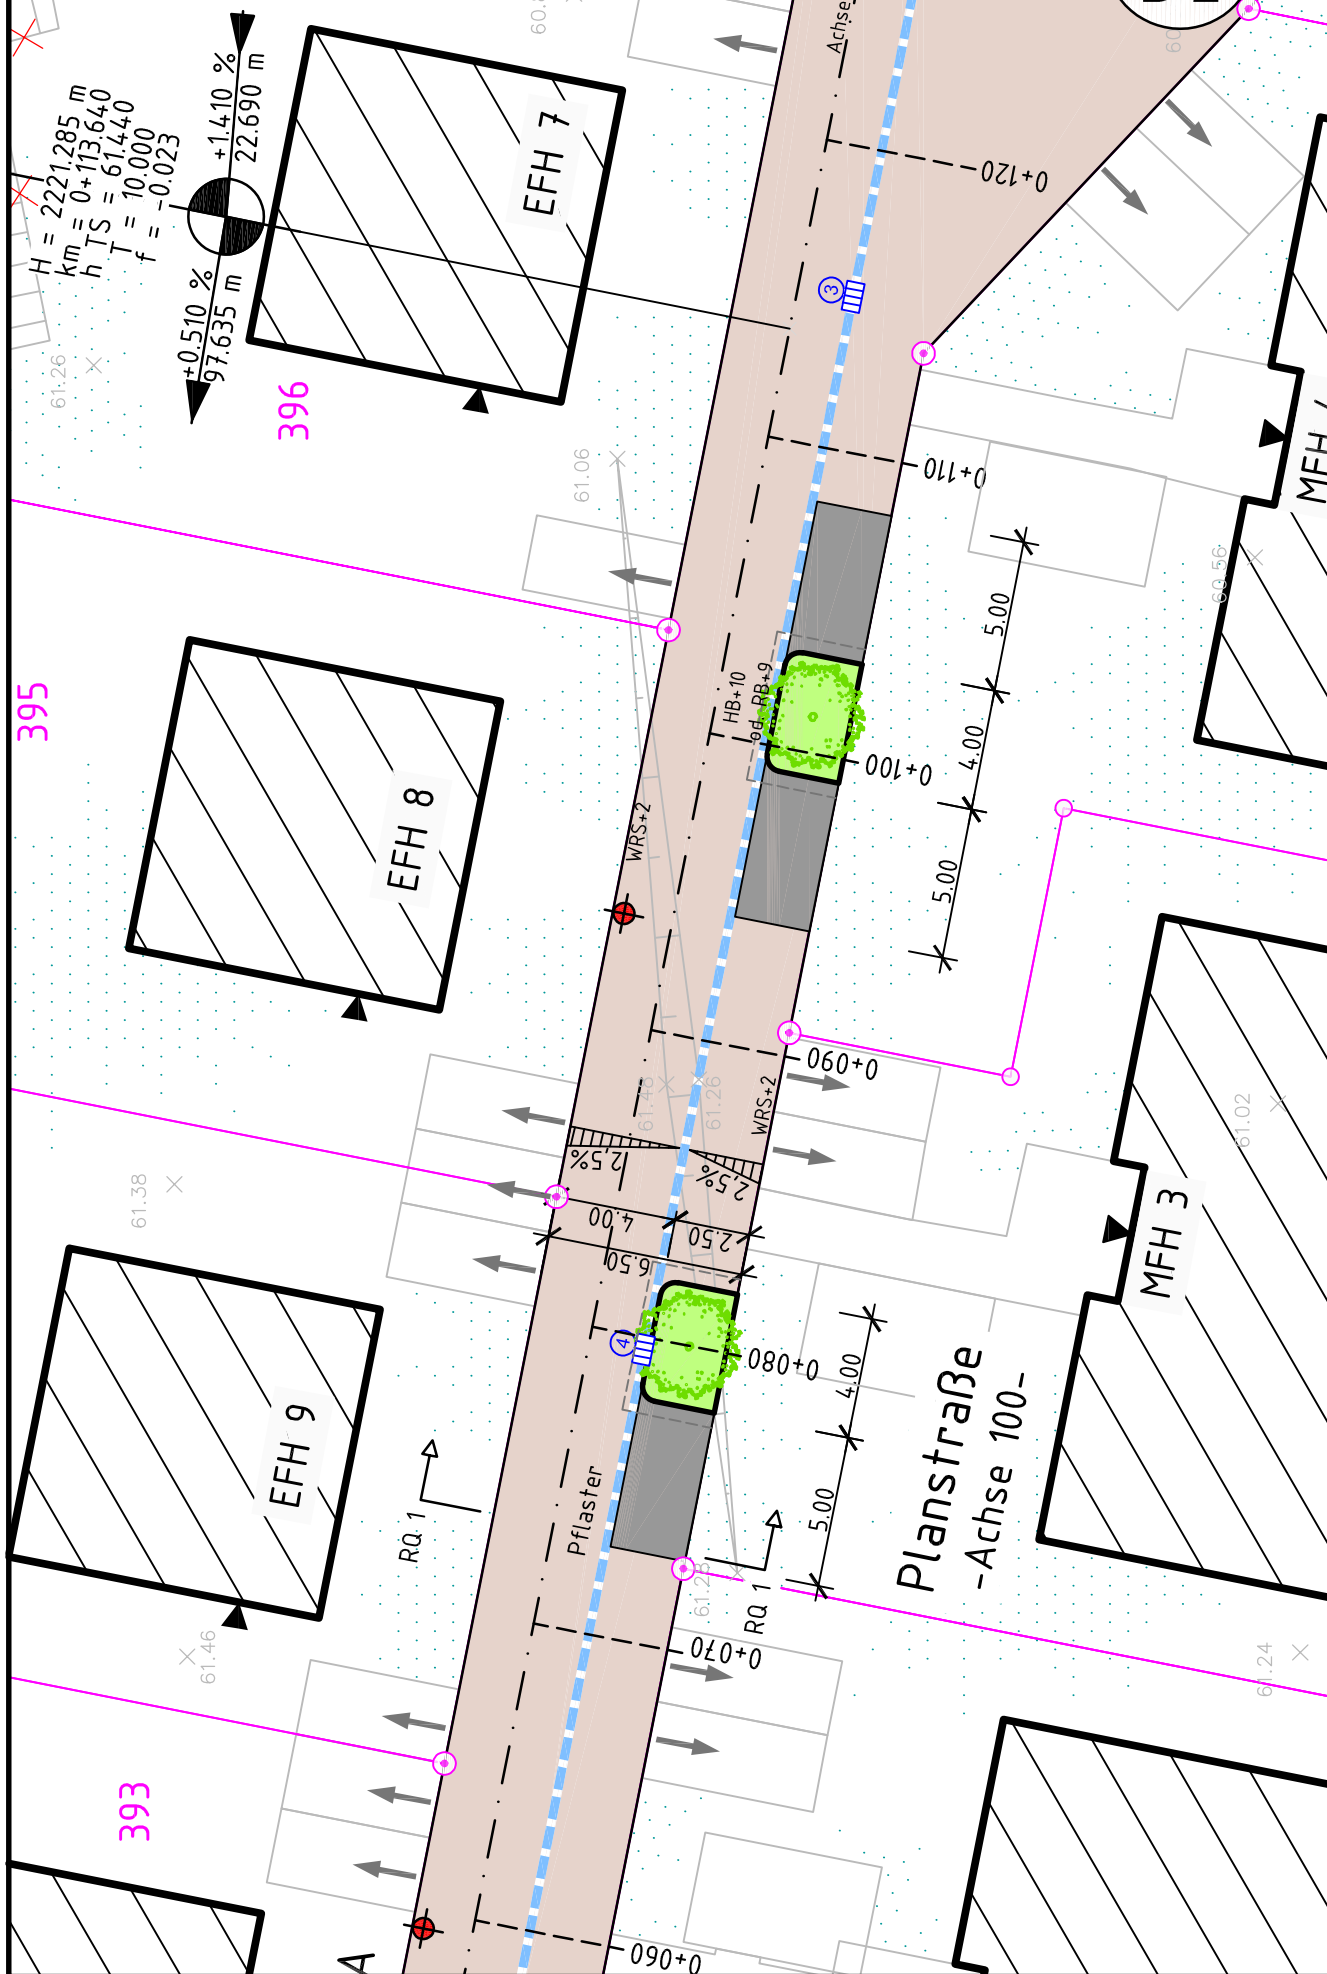 H = 2221.285 m
km = 0+113.640
h TS = 61.440
T = 10.000
f = -0.023
+1.410 %
22.690 m
+0.510 %
97.635 m
61.26
EFH 7
Achse
0+120
3
396
0+110
61.06
MFH
60.56
5.00
4.00
5.00
395
HB+10
od. RB+9
0+100
EFH 8
WRS+2
0+090
WRS+2
61.48
61.26
61.02
2,5%
2,5%
61.38
4.00
2.50
6.50
MFH 3
4
0+080
4.00
5.00
EFH 9
RQ 1
Pflaster
Planstraße
-Achse 100-
RQ 1
61.46
0+070
61.24
393
A
0+060